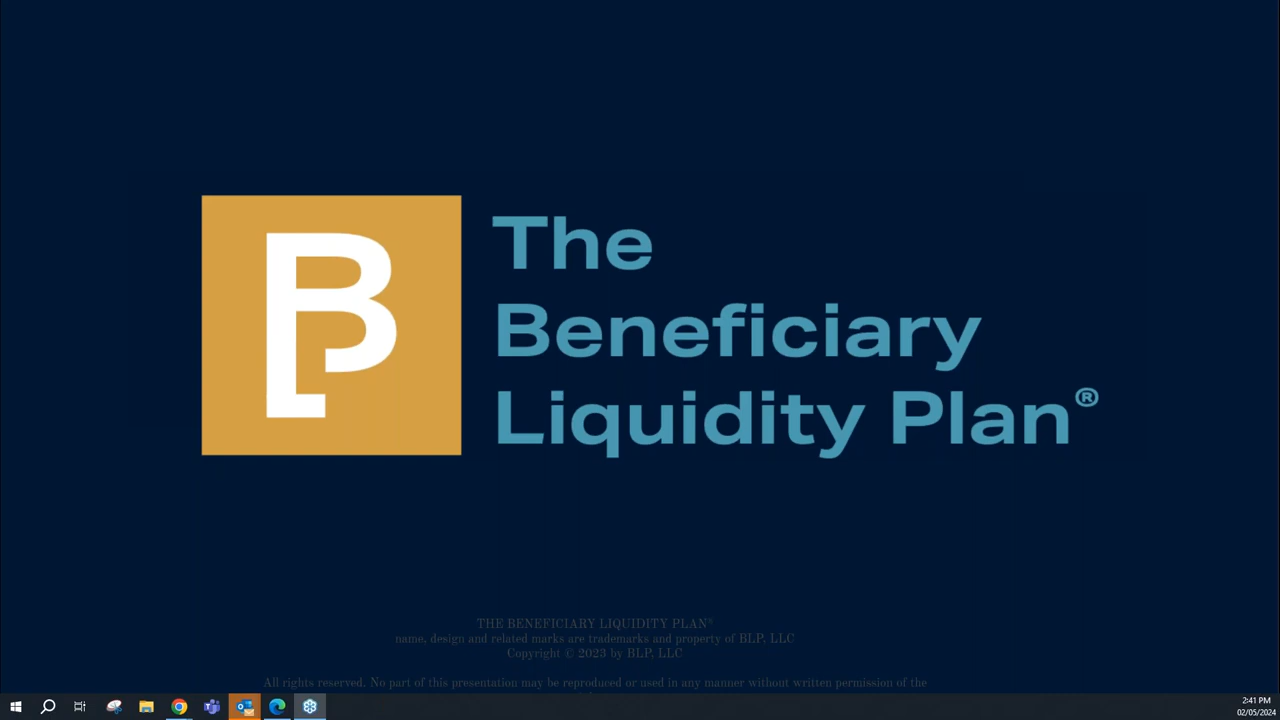 The
Beneficiary
Liquidity Plan®
THE BENEFICIARY LIQUIDITY PLAN®
name, design and related marks are trademarks and property of BLP, LLC
Copyright © 2023 by BLP, LLC
All rights reserved. No part of this presentation may be reproduced or used in any manner without written permission of the
2:41 PM
02/05/2024